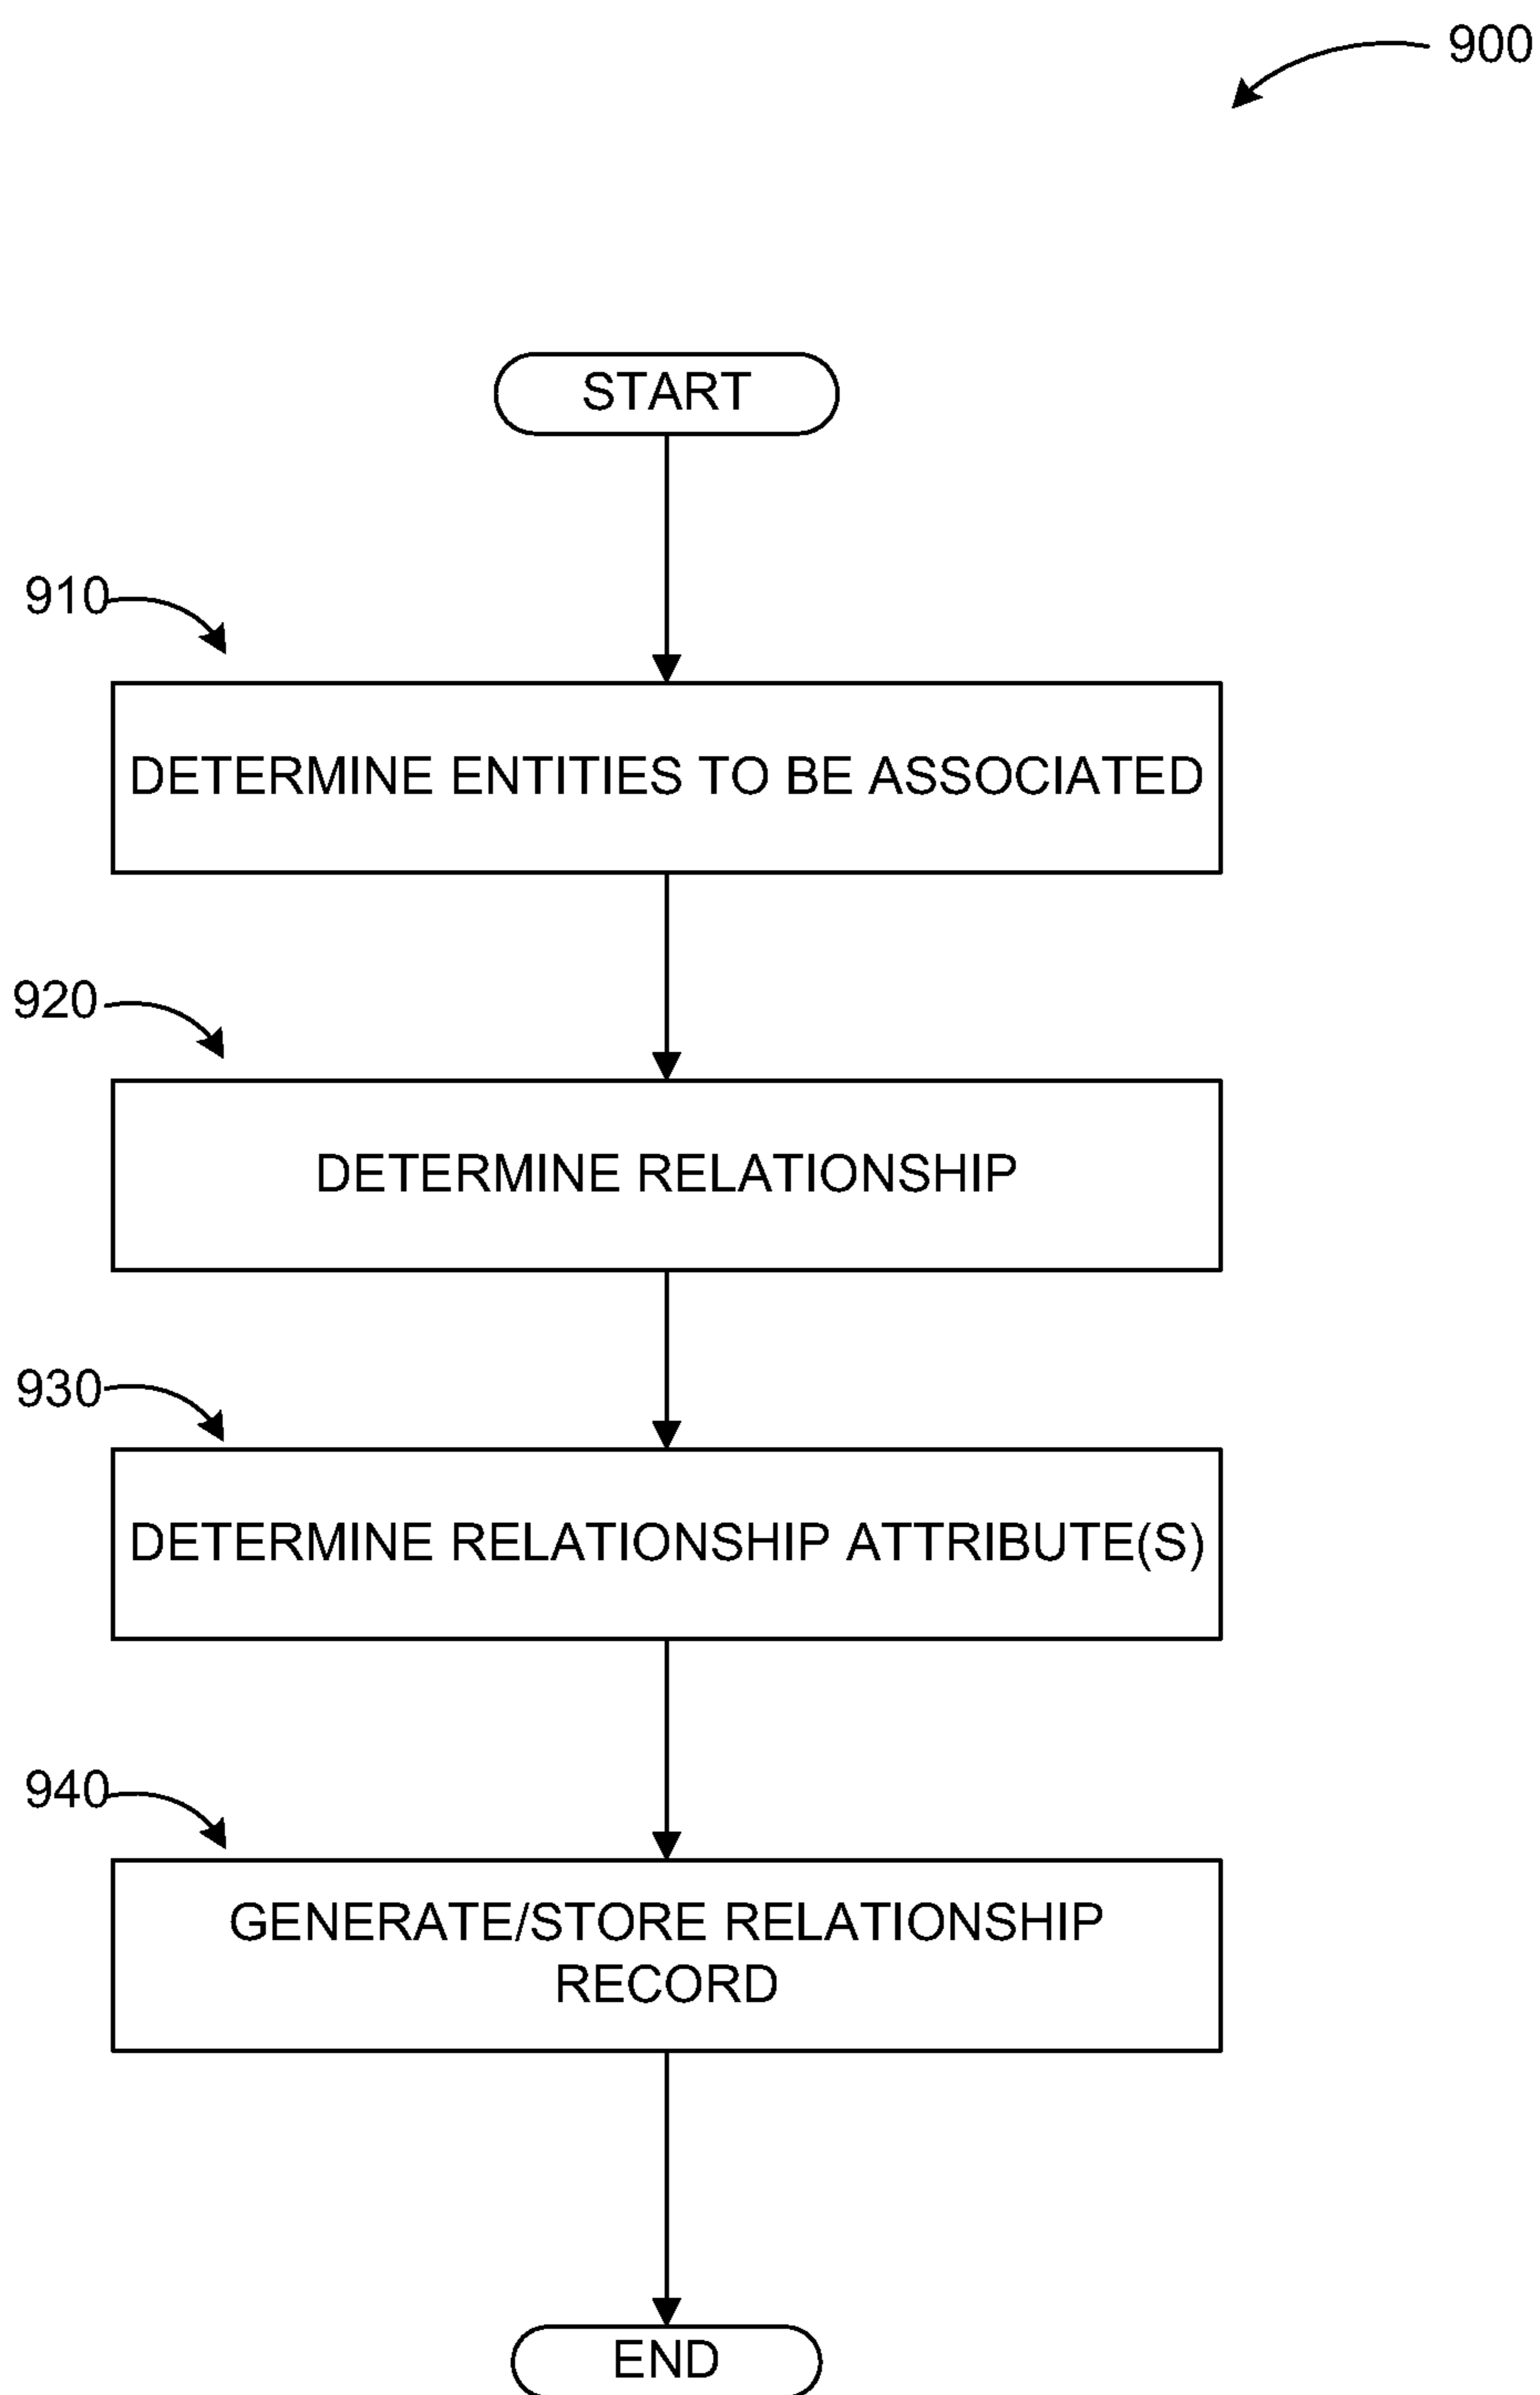 900
START
910
DETERMINE ENTITIES TO BE ASSOCIATED
920
DETERMINE RELATIONSHIP
930
DETERMINE RELATIONSHIP ATTRIBUTE(S)
940
GENERATE/STORE RELATIONSHIP
RECORD
END